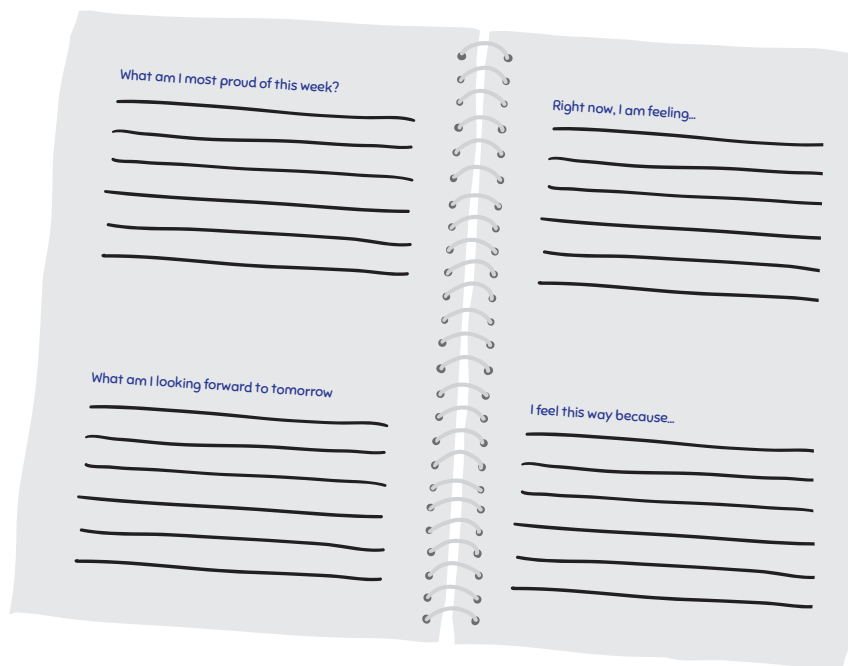 What am I most proud of this week?
What am I looking forward to tomorrow
Right now, I am feeling...
I feel this way because...